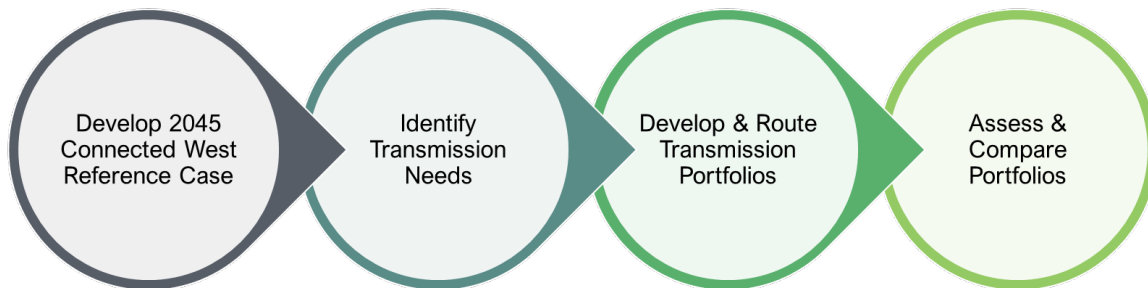 Develop 2045
Connected West
Reference Case
Identify
Transmission
Needs
Develop & Route
Transmission
Portfolios
Assess &
Compare
Portfolios